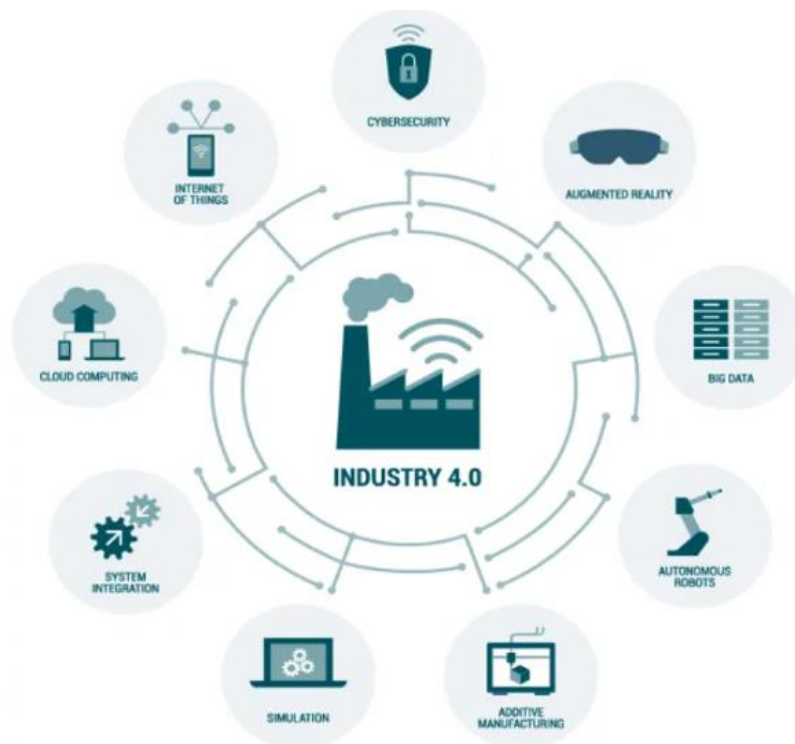 CYBERSECURITY
AUGMENTED REALITY
BIG DATA
AUTONOMOUS
ROBOTS
ADDITIVE
MANUFACTURING
SIMULATION
SYSTEM
INTEGRATION
CLOUD COMPUTING
INTERNET
OF THINGS
INDUSTRY 4.0